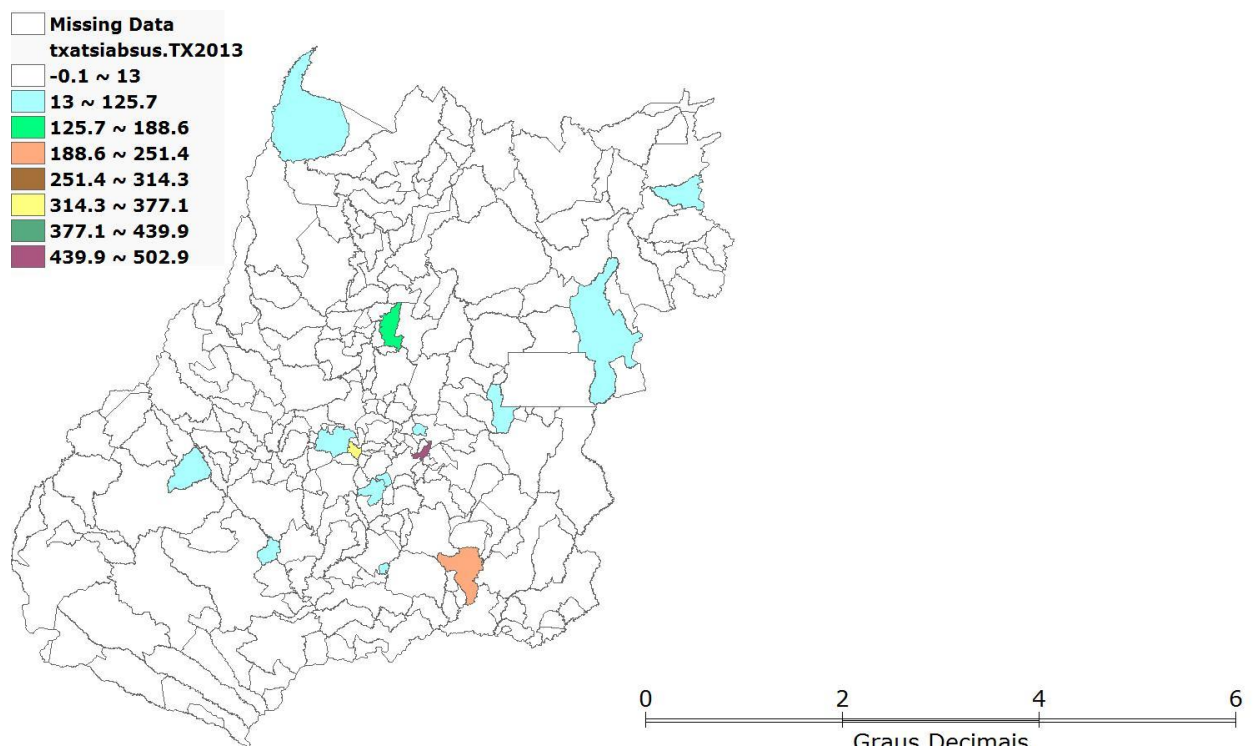 Missing Data
txatsiabsus.TX2013
-0.1 ~ 13
13 ~ 125.7
125.7 ~ 188.6
188.6 ~ 251.4
251.4 ~ 314.3
314.3 ~ 377.1
377.1 ~ 439.9
439.9 ~ 502.9
0 2 4 6
Graus Decimais